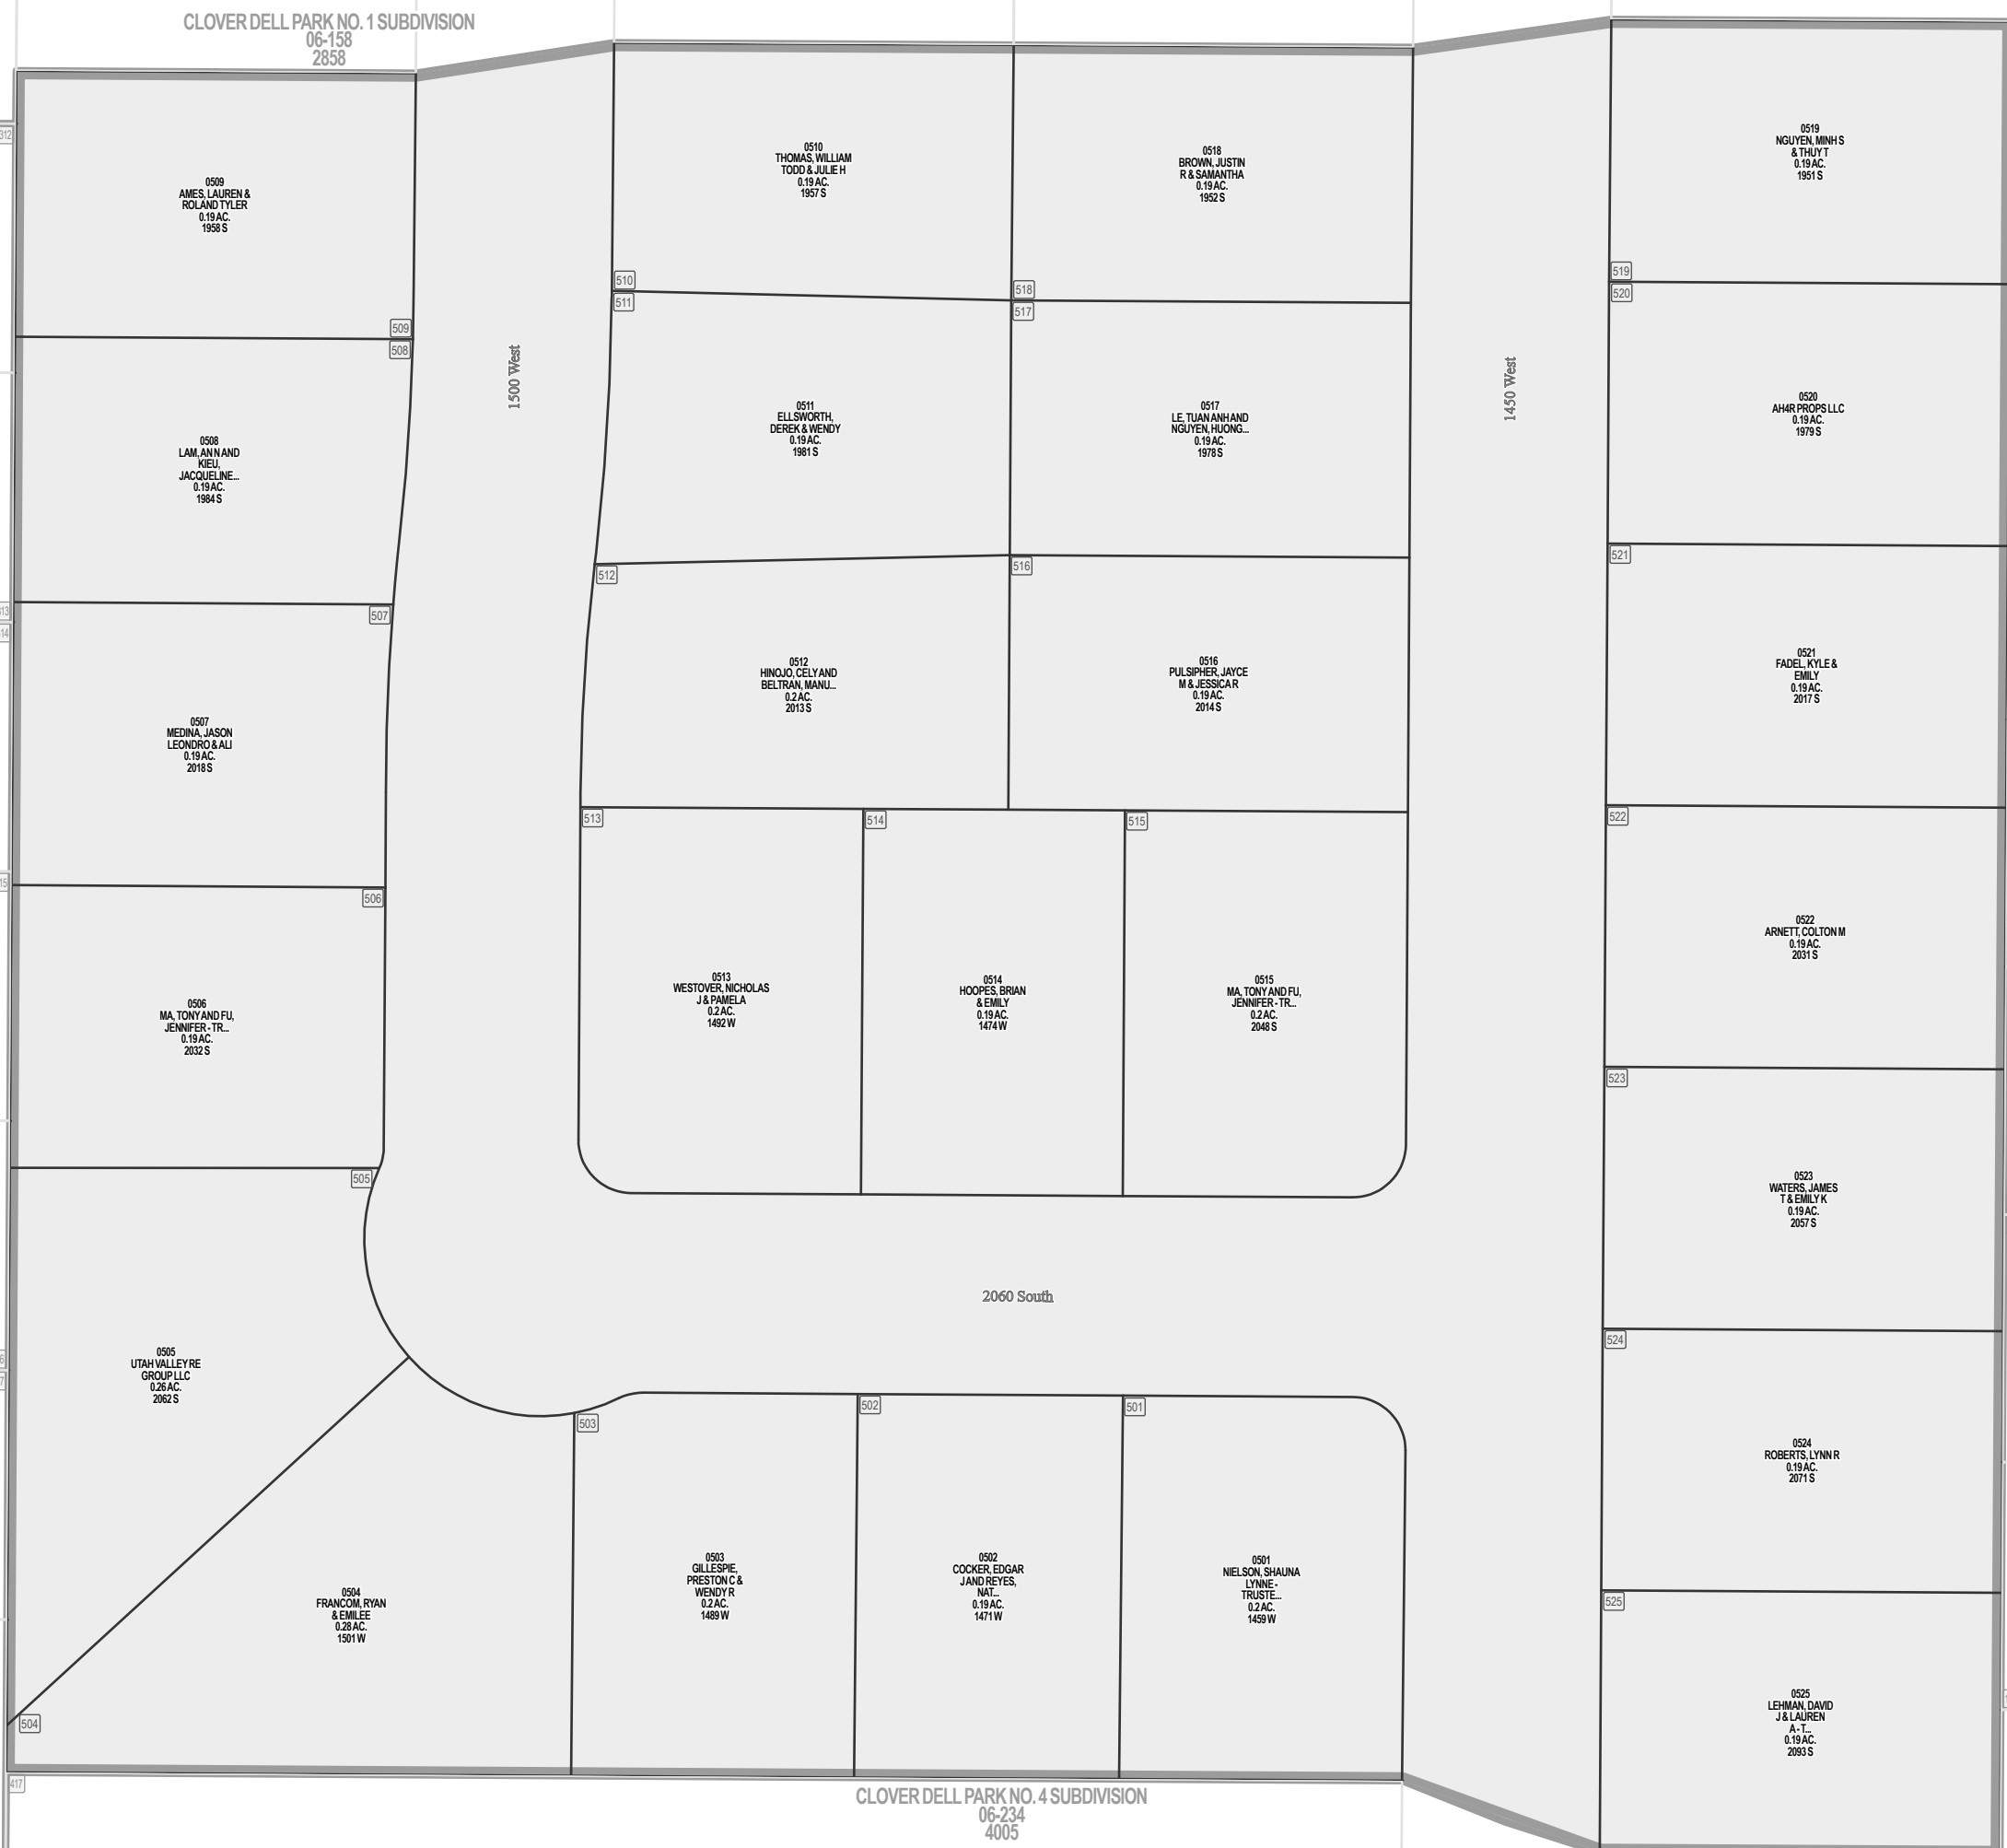 CLOVER DELL PARK NO. 1 SUBDIVISION
06-158
2858
0509
AMES, LAUREN &
ROLAND TYLER
0.19 AC.
1958 S
509
508
0508
LAM, AN N AND
KIEU,
JACQUELINE...
0.19 AC.
1984 S
507
0507
MEDINA, JASON
LEONDRO & ALI
0.19 AC.
2018 S
506
0506
MA, TONY AND FU,
JENNIFER - TR...
0.19 AC.
2032 S
505
0505
UTAH VALLEY RE
GROUP LLC
0.26 AC.
2062 S
504
0504
FRANCOM, RYAN
& EMILEE
0.28 AC.
1501 W
417
1500 West
0510
THOMAS, WILLIAM
TODD & JULIE H
0.19 AC.
1957 S
510
511
0511
ELLSWORTH,
DEREK & WENDY
0.19 AC.
1981 S
512
0512
HINOJO, CELY AND
BELTRAN, MANU...
0.2 AC.
2013 S
0518
BROWN, JUSTIN
R & SAMANTHA
0.19 AC.
1952 S
518
517
0517
LE, TUAN ANH AND
NGUYEN, HUONG...
0.19 AC.
1978 S
516
0516
PULSIPHER, JAYCE
M & JESSICA R
0.19 AC.
2014 S
513
0513
WESTOVER, NICHOLAS
J & PAMELA
0.2 AC.
1492 W
514
0514
HOOPES, BRIAN
& EMILY
0.19 AC.
1474 W
515
0515
MA, TONY AND FU,
JENNIFER - TR...
0.2 AC.
2048 S
2060 South
503
0503
GILLESPIE,
PRESTON C &
WENDY R
0.2 AC.
1489 W
502
0502
COCKER, EDGAR
J AND REYES,
NAT...
0.19 AC.
1471 W
501
0501
NIELSON, SHAUNA
LYNNE -
TRUSTE...
0.2 AC.
1459 W
1450 West
0519
NGUYEN, MINH S
& THUY T
0.19 AC.
1951 S
519
520
0520
AH4R PROPS LLC
0.19 AC.
1979 S
521
0521
FADEL, KYLE &
EMILY
0.19 AC.
2017 S
522
0522
ARNETT, COLTON M
0.19 AC.
2031 S
523
0523
WATERS, JAMES
T & EMILY K
0.19 AC.
2057 S
524
0524
ROBERTS, LYNN R
0.19 AC.
2071 S
525
0525
LEHMAN, DAVID
J & LAUREN
A - T...
0.19 AC.
2093 S
CLOVER DELL PARK NO. 4 SUBDIVISION
06-234
4005